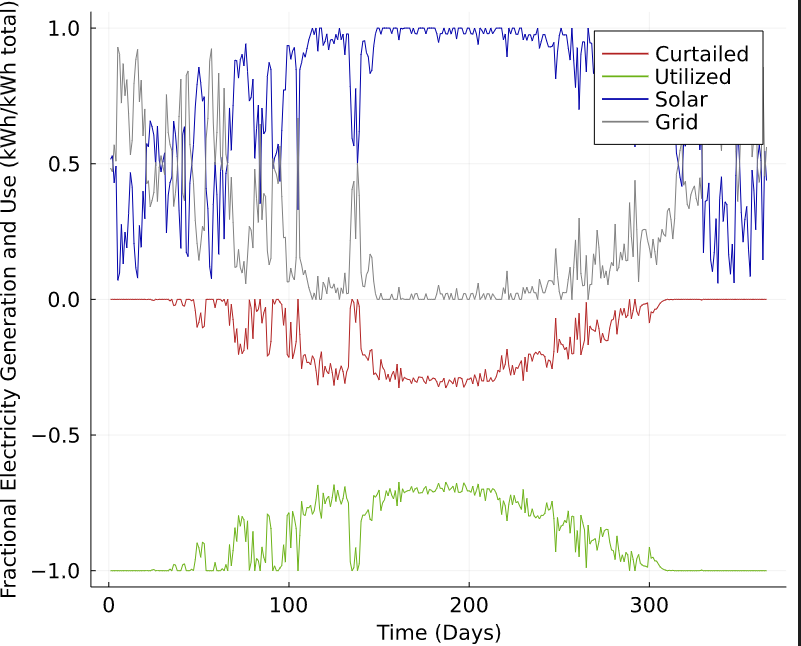 Fractional Electricity Generation and Use (kWh/kWh total)
1.0
0.5
0.0
−0.5
−1.0
Curtailed
Utilized
Solar
Grid
0 100 200 300
Time (Days)